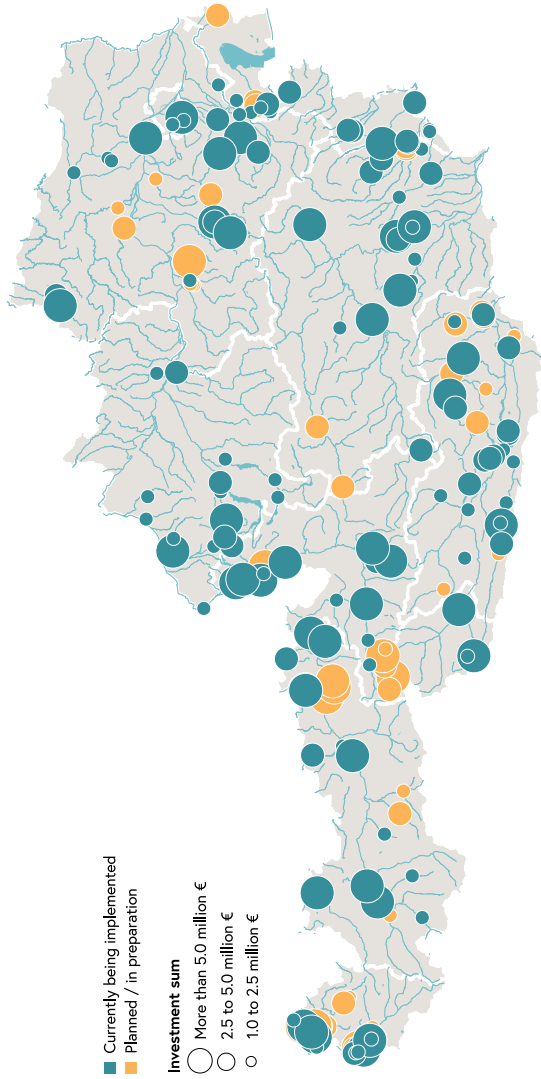 Currently being implemented
Planned / in preparation
Investment sum
More than 5.0 million €
2.5 to 5.0 million €
1.0 to 2.5 million €